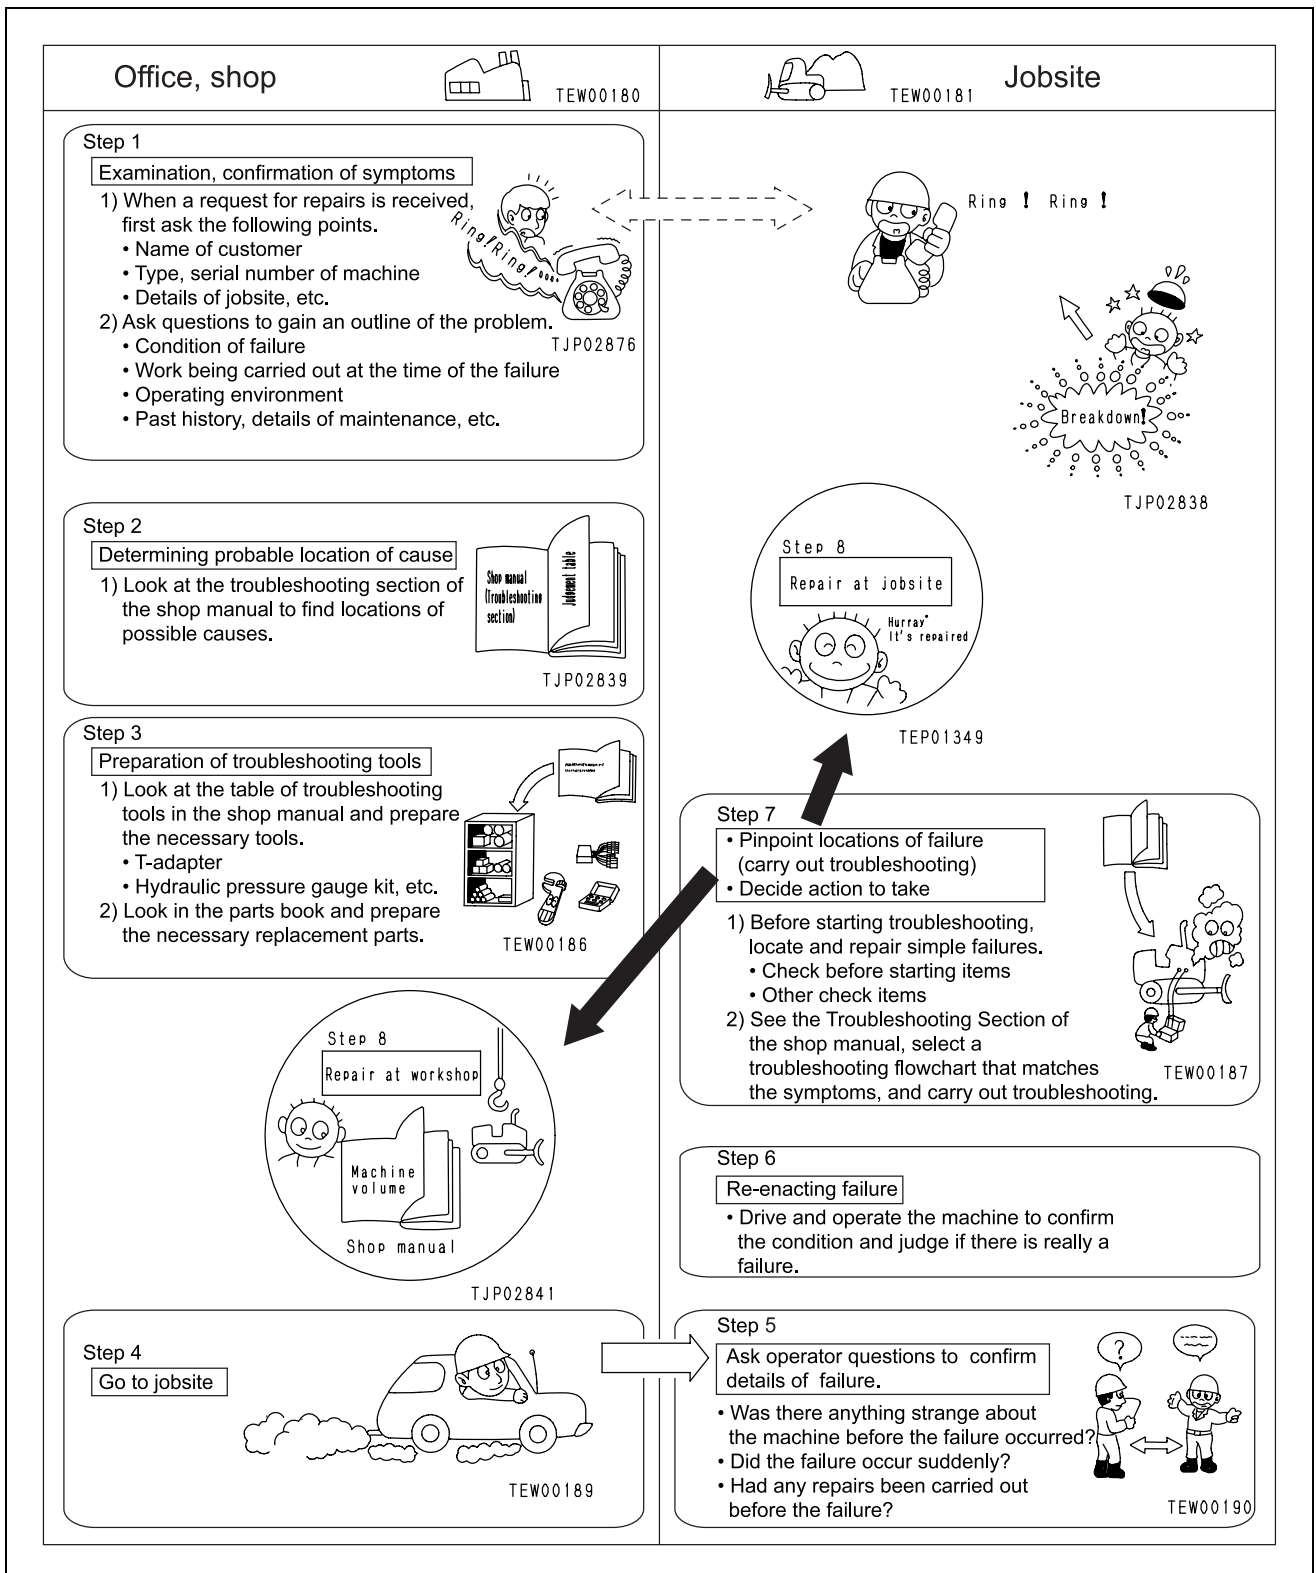 Office, shop
TEW00180
TEW00181
Jobsite
Step 1
Examination, confirmation of symptoms
1) When a request for repairs is received,
first ask the following points.
• Name of customer
• Type, serial number of machine
• Details of jobsite, etc.
2) Ask questions to gain an outline of the problem.
• Condition of failure
• Work being carried out at the time of the failure
• Operating environment
• Past history, details of maintenance, etc.
Ring!Ring!
TJP02876
Ring ! Ring !
Breakdown!
TJP02838
Step 2
Determining probable location of cause
1) Look at the troubleshooting section of
the shop manual to find locations of
possible causes.
Shop manual
(Troubleshooting
section)
Judgement table
TJP02839
Step 8
Repair at jobsite
Hurray"
It's repaired
TEP01349
Step 3
Preparation of troubleshooting tools
1) Look at the table of troubleshooting
tools in the shop manual and prepare
the necessary tools.
• T-adapter
• Hydraulic pressure gauge kit, etc.
2) Look in the parts book and prepare
the necessary replacement parts.
TEW00186
Step 7
• Pinpoint locations of failure
(carry out troubleshooting)
• Decide action to take
1) Before starting troubleshooting,
locate and repair simple failures.
• Check before starting items
• Other check items
2) See the Troubleshooting Section of
the shop manual, select a
troubleshooting flowchart that matches
the symptoms, and carry out troubleshooting.
TEW00187
Step 8
Repair at workshop
Machine
volume
Shop manual
TJP02841
Step 6
Re-enacting failure
• Drive and operate the machine to confirm
the condition and judge if there is really a
failure.
Step 4
Go to jobsite
TEW00189
Step 5
Ask operator questions to confirm
details of failure.
• Was there anything strange about
the machine before the failure occurred?
• Did the failure occur suddenly?
• Had any repairs been carried out
before the failure?
?
TEW00190